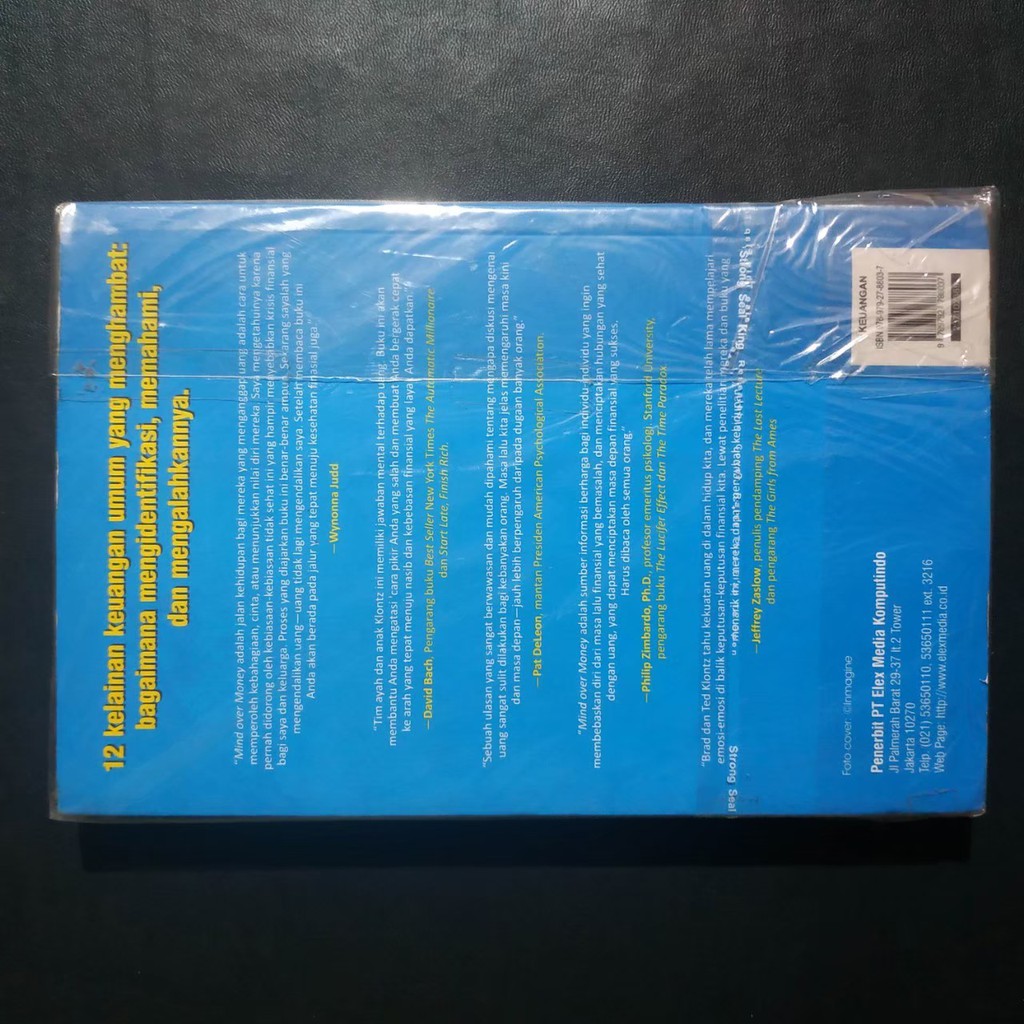 12 kelainan keuangan umum yang menghambat:
bagaimana mengidentifikasi, memahami,
dan mengalahkannya.
"Mind over Money adalah jalan kehidupan bagi mereka yang menganggap uang adalah cara untuk
memperoleh kebahagiaan, cinta, atau menunjukkan nilai diri mereka. Saya mengetahuinya karena
pernah didorong oleh kebiasaan-kebiasaan tidak sehat ini yang hampir menyebabkan krisis finansial
bagi saya dan keluarga. Proses yang diajarkan buku ini benar-benar ampuh. Sekarang sayalah yang
mengendalikan uang—uang tidak lagi mengendalikan saya. Setelah membaca buku ini
Anda akan berada pada jalur yang tepat menuju kesehatan finansial juga."
—Wynonna Judd
"Tim ayah dan anak Klontz ini memiliki jawaban mental terhadap uang. Buku ini akan
membantu Anda mengatasi 'cara pikir' Anda yang salah dan membuat Anda bergerak cepat
ke arah yang tepat menuju nasib dan kebebasan finansial yang layak Anda dapatkan."
—David Bach, Pengarang buku Best Seller New York Times The Automatic Millionaire
dan Start Late, Finish Rich.
"Sebuah ulasan yang sangat berwawasan dan mudah dipahami tentang mengapa diskusi mengenai
uang sangat sulit dilakukan bagi kebanyakan orang. Masa lalu kita jelas memengaruhi masa kini
dan masa depan—jauh lebih berpengaruh daripada dugaan banyak orang."
—Pat DeLeon, mantan Presiden American Psychological Association.
"Mind over Money adalah sumber informasi berharga bagi individu-individu yang ingin
membebaskan diri dari masa lalu finansial yang bemasalah, dan menciptakan hubungan yang sehat
dengan uang, yang dapat menciptakan masa depan finansial yang sukses.
Harus dibaca oleh semua orang."
—Philip Zimbardo, Ph.D., profesor emeritus psikologi, Stanford University,
pengarang buku The Lucifer Effect dan The Time Paradox.
"Brad dan Ted Klontz tahu kekuatan uang di dalam hidup kita, dan mereka telah lama mempelajari
emosi-emosi di balik keputusan-keputusan finansial kita. Lewat penelitian mereka dan buku yang
menarik ini, mereka dapat mengubah
Strong Seal
Strong Seal
—Jeffrey Zaslow, penulis pendamping The Last Lecture
dan pengarang The Girls from Ames
Foto cover: Clinimagine
Penerbit PT Elex Media Komputindo
Jl Palmerah Barat 29-37 lt.2 Tower
Jakarta 10270
Telp. (021) 53650110, 53650111 ext. 3216
Web Page: http://www.elexmedia.co.id
KEUANGAN